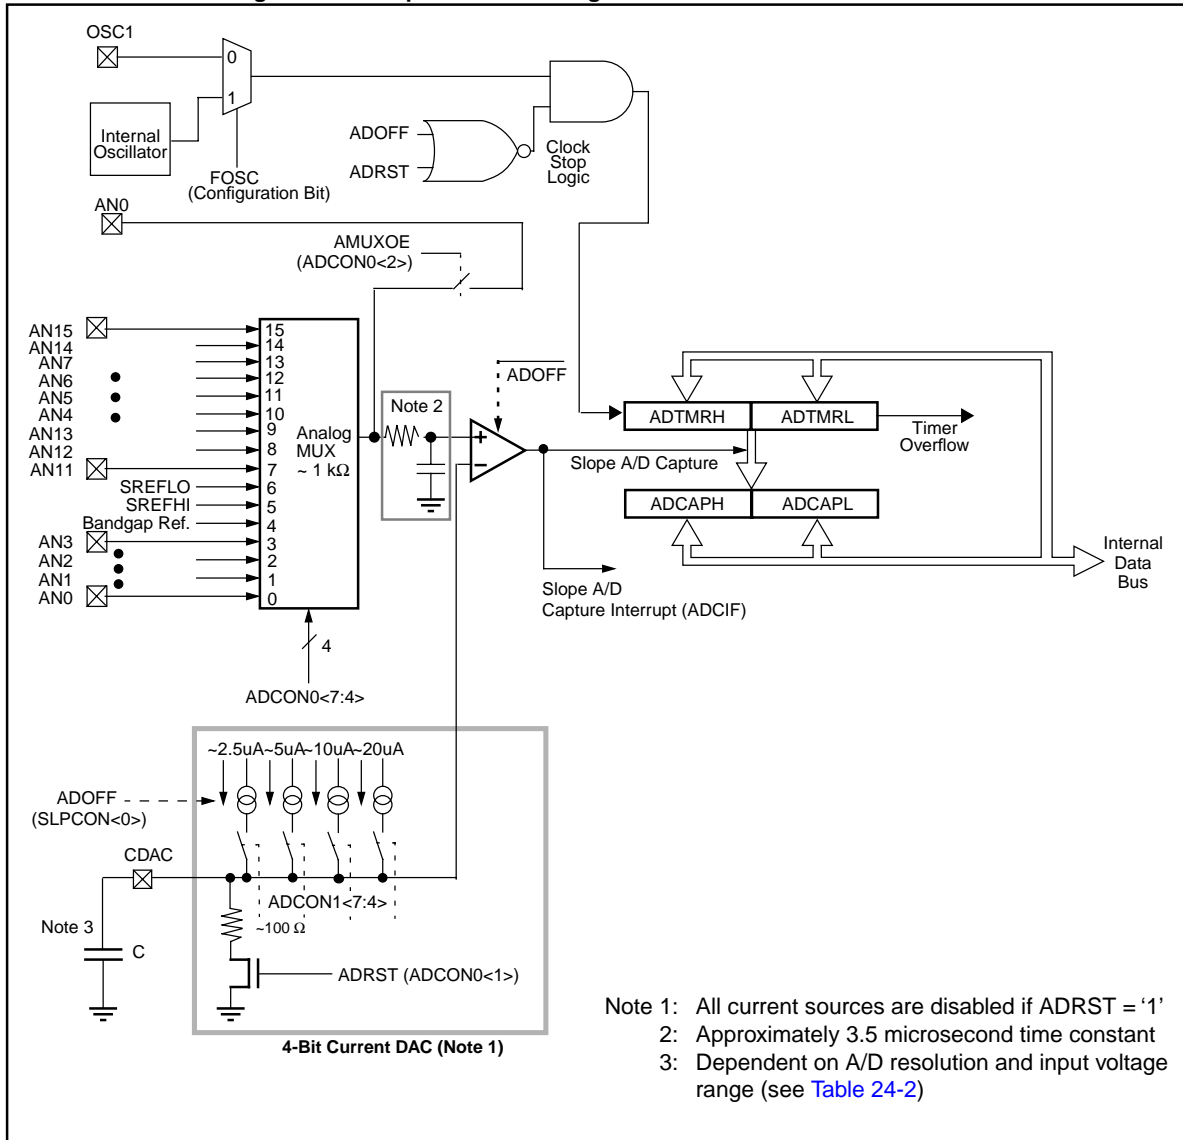 OSC1
0
1
Internal
Oscillator
FOSC
(Configuration Bit)
ADOFF
ADRST
Clock
Stop
Logic
AN0
AMUXOE
(ADCON0<2>)
AN15
AN14
AN7
AN6
AN5
AN4
AN13
AN12
AN11
SREFLO
SREFHI
Bandgap Ref.
AN3
AN2
AN1
AN0
15
14
13
12
11
10
9
8
7
6
5
4
3
2
1
0
Analog
MUX
~ 1 kΩ
4
ADCON0<7:4>
Note 2
+
–
ADOFF
Slope A/D Capture
Slope A/D
Capture Interrupt (ADCIF)
ADTMRH
ADTMRL
Timer
Overflow
ADCAPH
ADCAPL
Internal
Data
Bus
~2.5uA ~5uA ~10uA ~20uA
ADOFF
(SLPCON<0>)
CDAC
ADCON1<7:4>
~100 Ω
Note 3
C
ADRST (ADCON0<1>)
4-Bit Current DAC (Note 1)
Note 1: All current sources are disabled if ADRST = ‘1’
2: Approximately 3.5 microsecond time constant
3: Dependent on A/D resolution and input voltage
range (see Table 24-2)